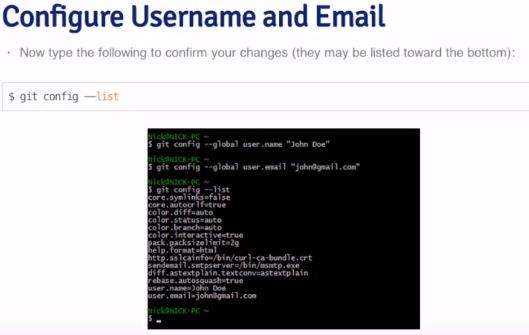 Configure Username and Email
· Now type the following to confirm your changes (they may be listed toward the bottom):
$ git config —list
Nick@NICK-PC ~
$ git config --global user.name "John Doe"
Nick@NICK-PC ~
$ git config --global user.email "john@gmail.com"
Nick@NICK-PC ~
$ git config --list
core.symlinks=false
core.autocrlf=true
color.diff=auto
color.status=auto
color.branch=auto
color.interactive=true
pack.packsizelimit=2g
help.format=html
http.sslcainfo=/bin/curl-ca-bundle.crt
sendemail.smtpserver=/bin/msmtp.exe
diff.astextplain.textconv=astextplain
rebase.autosquash=true
user.name=John Doe
user.email=john@gmail.com
Nick@NICK-PC ~
$